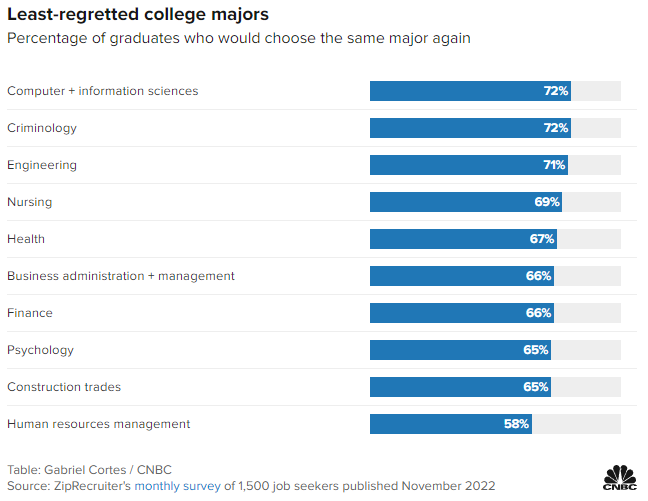 Least-regretted college majors
Percentage of graduates who would choose the same major again
Computer + information sciences 72%
Criminology 72%
Engineering 71%
Nursing 69%
Health 67%
Business administration + management 66%
Finance 66%
Psychology 65%
Construction trades 65%
Human resources management 58%
Table: Gabriel Cortes / CNBC
Source: ZipRecruiter's monthly survey of 1,500 job seekers published November 2022
CNBC